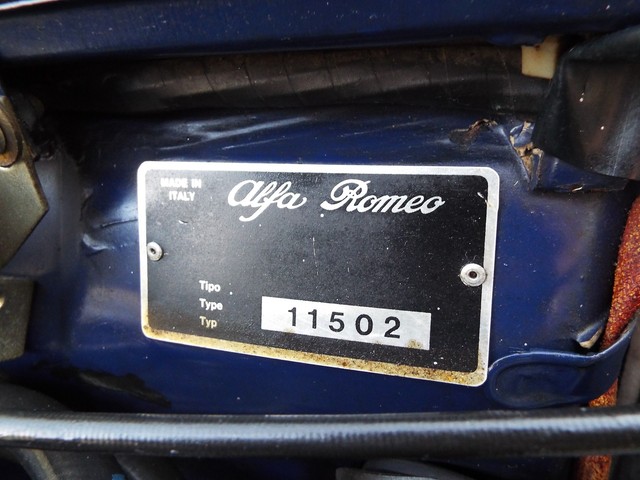 MADE IN
ITALY
Alfa Romeo
Tipo
Type
Typ
11502